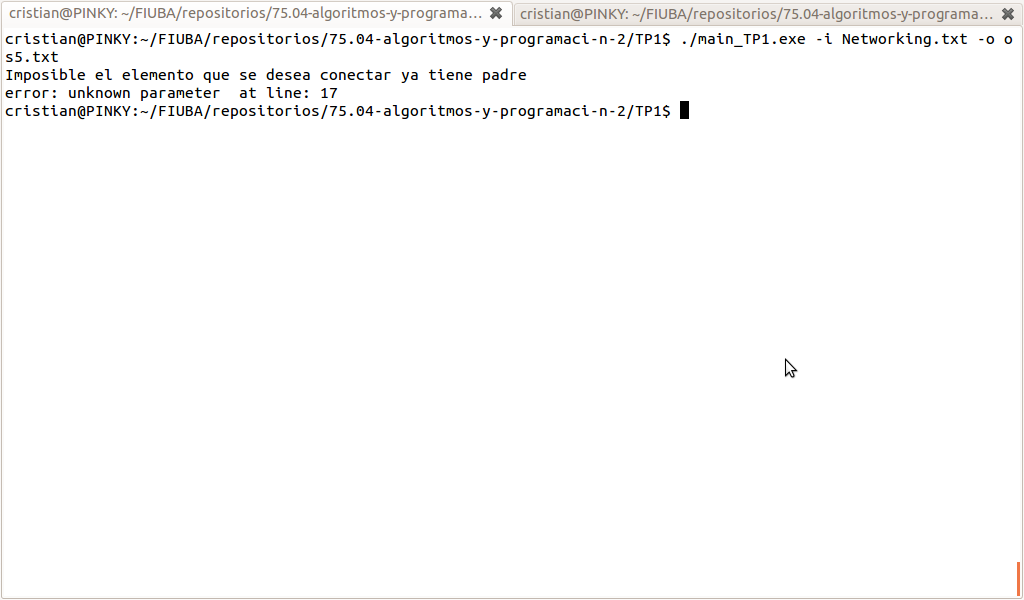 cristian@PINKY: ~/FIUBA/repositorios/75.04-algoritmos-y-programa... cristian@PINKY: ~/FIUBA/repositorios/75.04-algoritmos-y-programa...
cristian@PINKY:~/FIUBA/repositorios/75.04-algoritmos-y-programaci-n-2/TP1$ ./main_TP1.exe -i Networking.txt -o o
s5.txt
Imposible el elemento que se desea conectar ya tiene padre
error: unknown parameter  at line: 17
cristian@PINKY:~/FIUBA/repositorios/75.04-algoritmos-y-programaci-n-2/TP1$